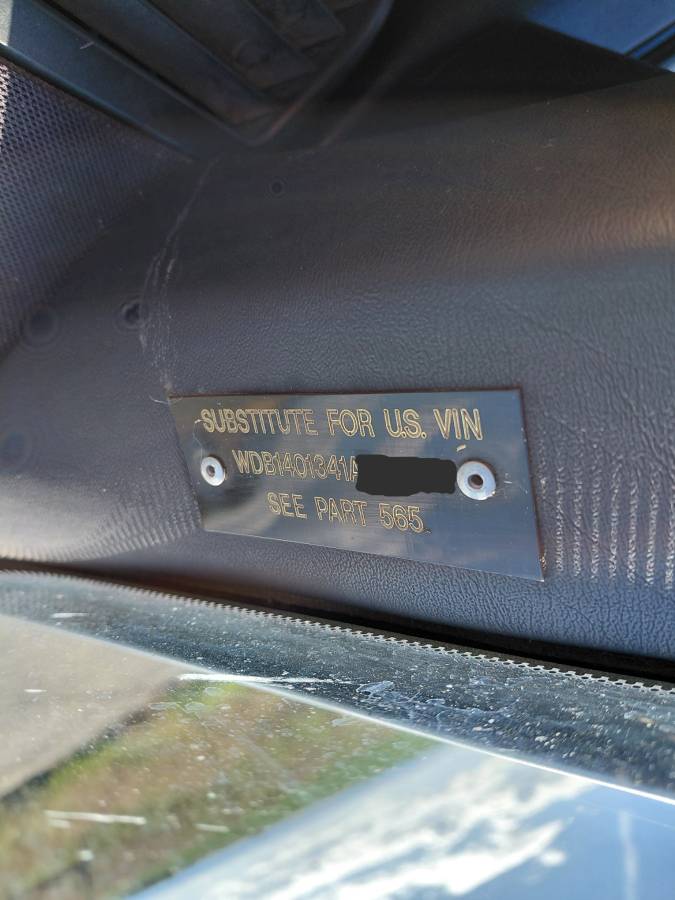 SUBSTITUTE FOR U.S. VIN
WDB1401341A
SEE PART 565